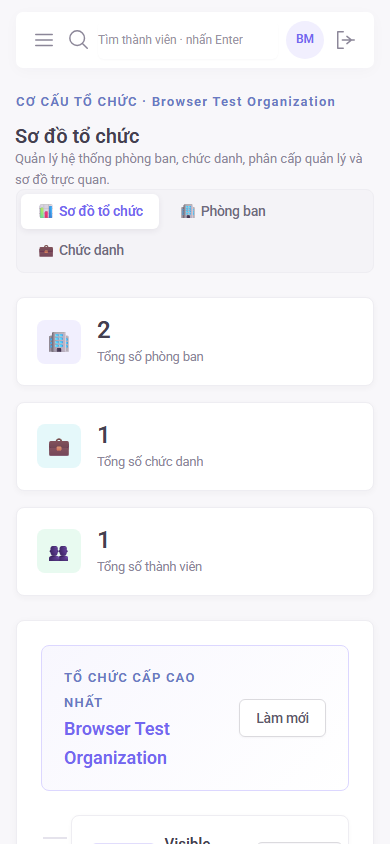 Tìm thành viên · nhấn Enter
BM
CƠ CẤU TỔ CHỨC · Browser Test Organization
Sơ đồ tổ chức
Quản lý hệ thống phòng ban, chức danh, phân cấp quản lý và
sơ đồ trực quan.
Sơ đồ tổ chức
Phòng ban
Chức danh
2
Tổng số phòng ban
1
Tổng số chức danh
1
Tổng số thành viên
TỔ CHỨC CẤP CAO
NHẤT
Browser Test
Organization
Làm mới
Visible